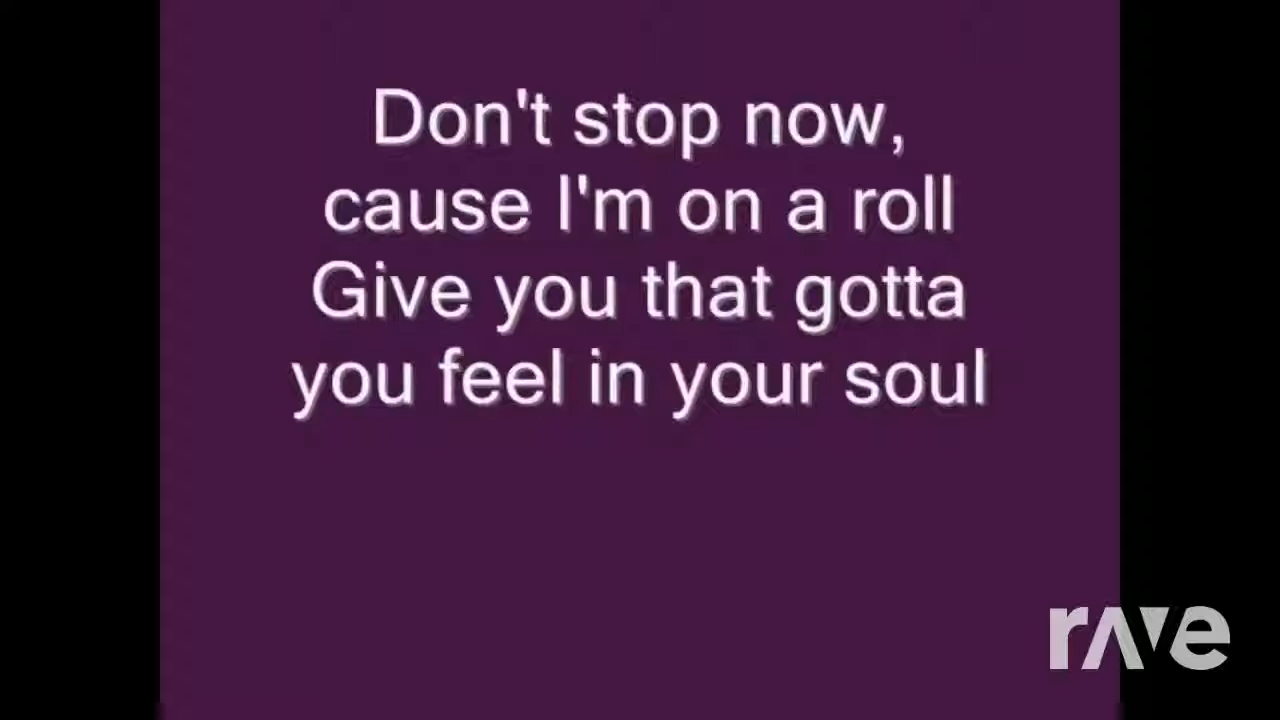 Don't stop now,
cause I'm on a roll
Give you that gotta
you feel in your soul
rave